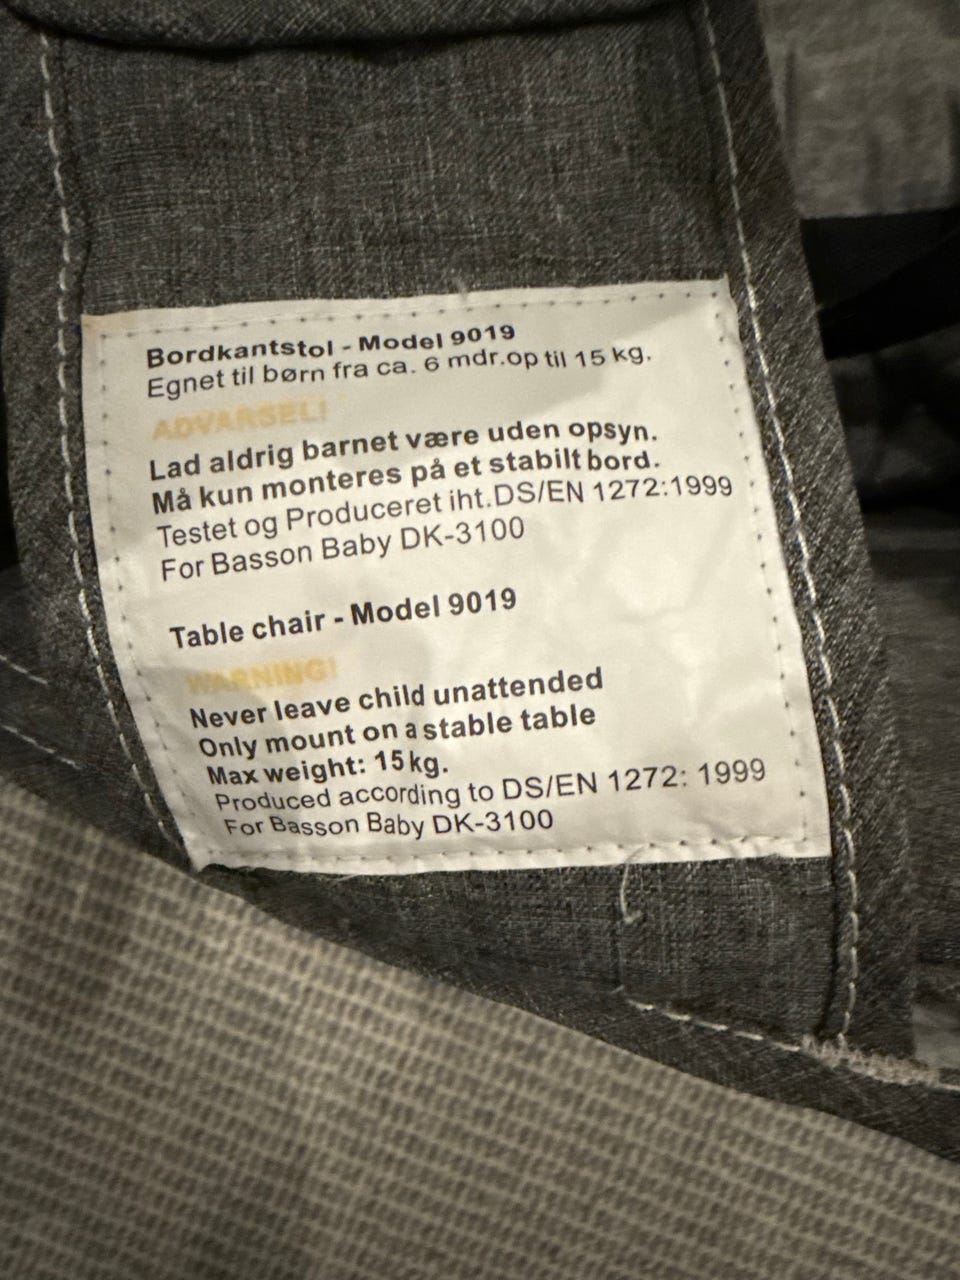 Bordkantstol - Model 9019
Egnet til børn fra ca. 6 mdr.op til 15 kg.
ADVARSEL!
Lad aldrig barnet være uden opsyn.
Må kun monteres på et stabilt bord.
Testet og Produceret iht.DS/EN 1272:1999
For Basson Baby DK-3100
Table chair - Model 9019
WARNING!
Never leave child unattended
Only mount on a stable table
Max weight: 15 kg.
Produced according to DS/EN 1272: 1999
For Basson Baby DK-3100